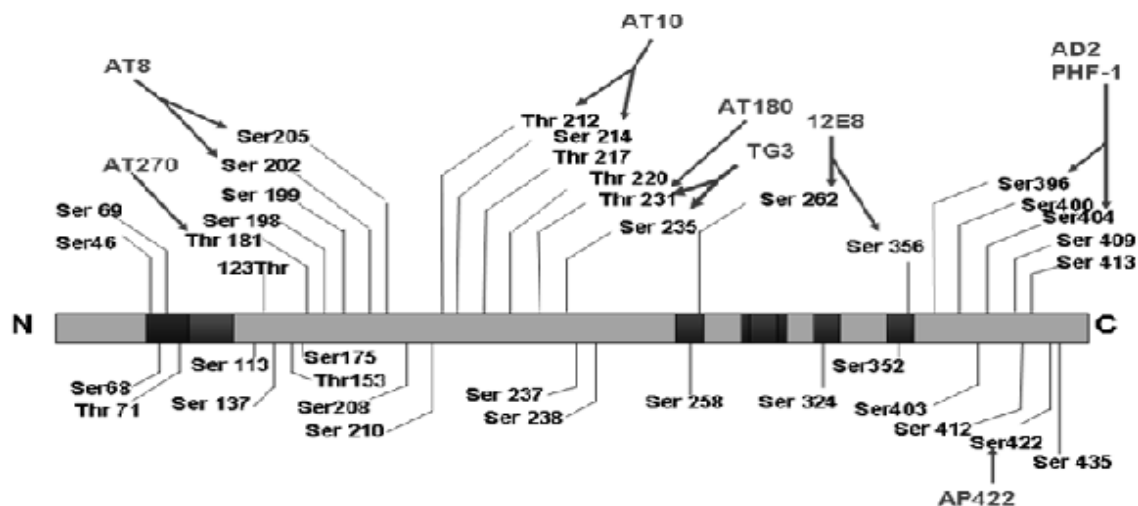 AT10
AD2
PHF-1
AT8
AT180
12E8
Thr 212
Ser205
Ser 214
TG3
Thr 217
AT270
Ser 202
Thr 220
Ser396
Ser 199
Thr 231
Ser 262
Ser400
Ser 69
Ser404
Ser 198
Ser 235
Ser46
Thr 181
Ser 356
Ser 409
123Thr
Ser 413
N
C
Ser 113
Ser175
Ser352
Ser68
Thr153
Thr 71
Ser 137
Ser208
Ser 237
Ser 258
Ser 324
Ser403
Ser 210
Ser 238
Ser 412
Ser422
Ser 435
AP422